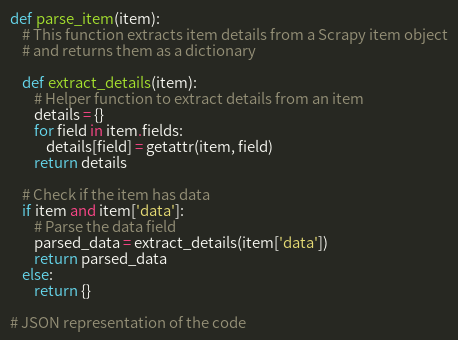 def parse_item(item):
# This function extracts item details from a Scrapy item object
# and returns them as a dictionary
def extract_details(item):
# Helper function to extract details from an item
details = {}
for field in item.fields:
details[field] = getattr(item, field)
return details
# Check if the item has data
if item and item['data']:
# Parse the data field
parsed_data = extract_details(item['data'])
return parsed_data
else:
return {}
# JSON representation of the code